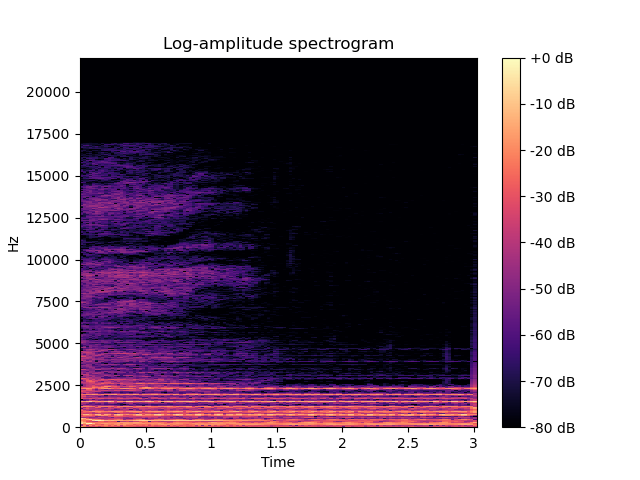 Log-amplitude spectrogram
Hz
20000
17500
15000
12500
10000
7500
5000
2500
0
0 0.5 1 1.5 2 2.5 3
Time
+0 dB
-10 dB
-20 dB
-30 dB
-40 dB
-50 dB
-60 dB
-70 dB
-80 dB